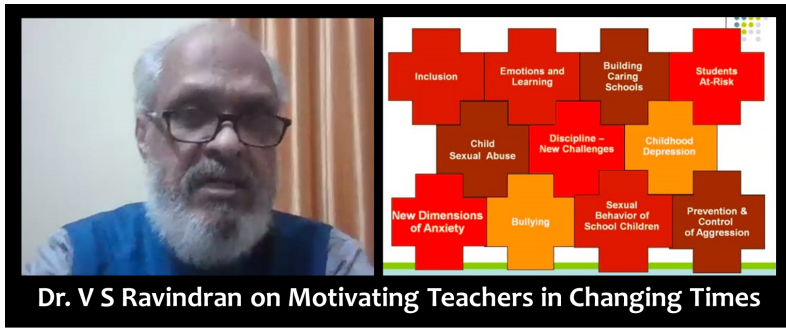 Inclusion
Emotions and
Learning
Building
Caring
Schools
Students
At-Risk
Child
Sexual Abuse
Discipline –
New Challenges
Childhood
Depression
New Dimensions
of Anxiety
Bullying
Sexual
Behavior of
School Children
Prevention &
Control
of Aggression
Dr. V S Ravindran on Motivating Teachers in Changing Times